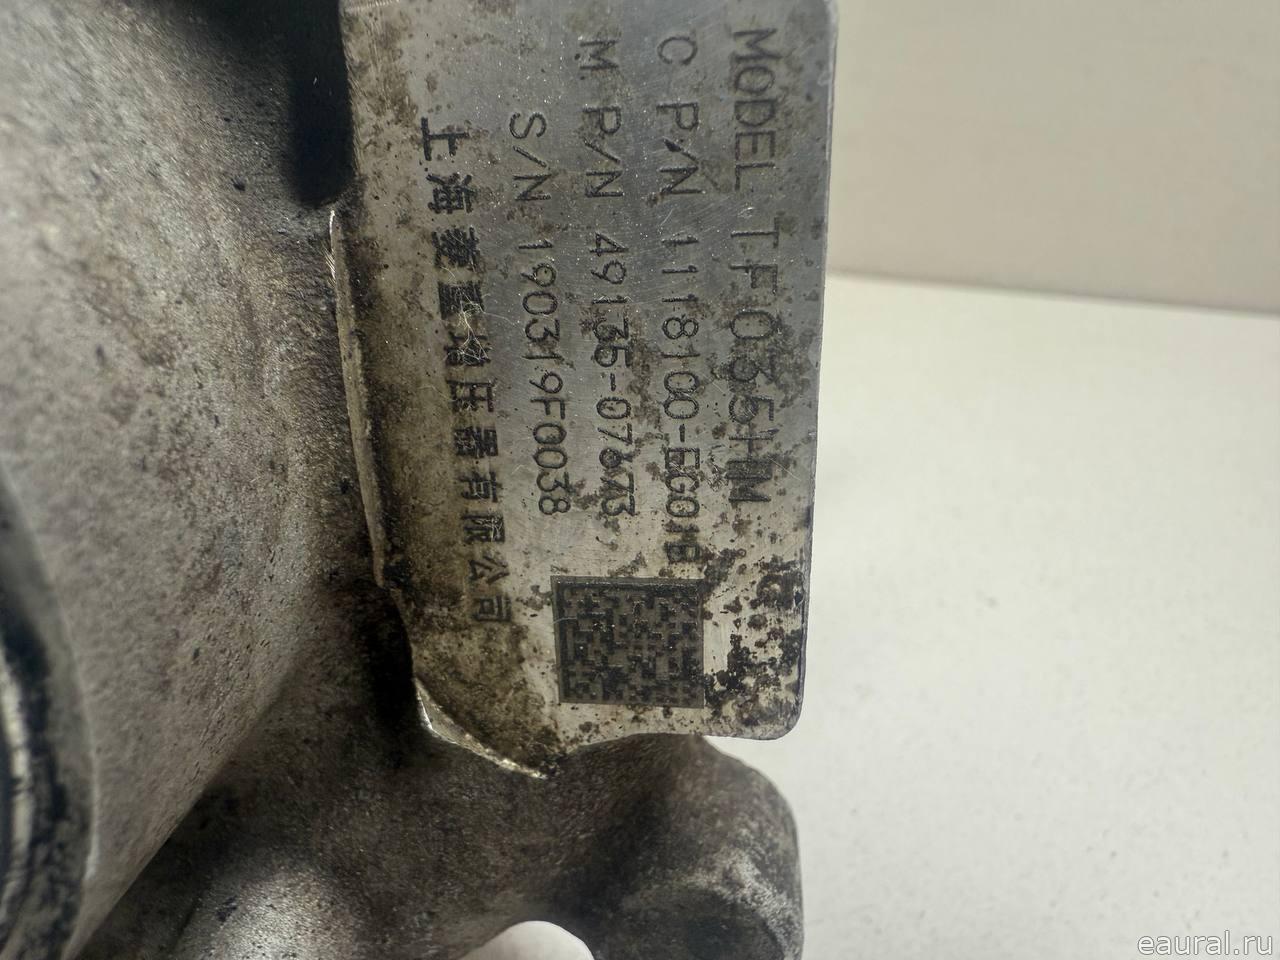 MODEL TF035HM
C P/N 1118100-EG01B
M P/N 49135-07673
S/N 190319F0038
上海菱重增压器有限公司
eaural.ru